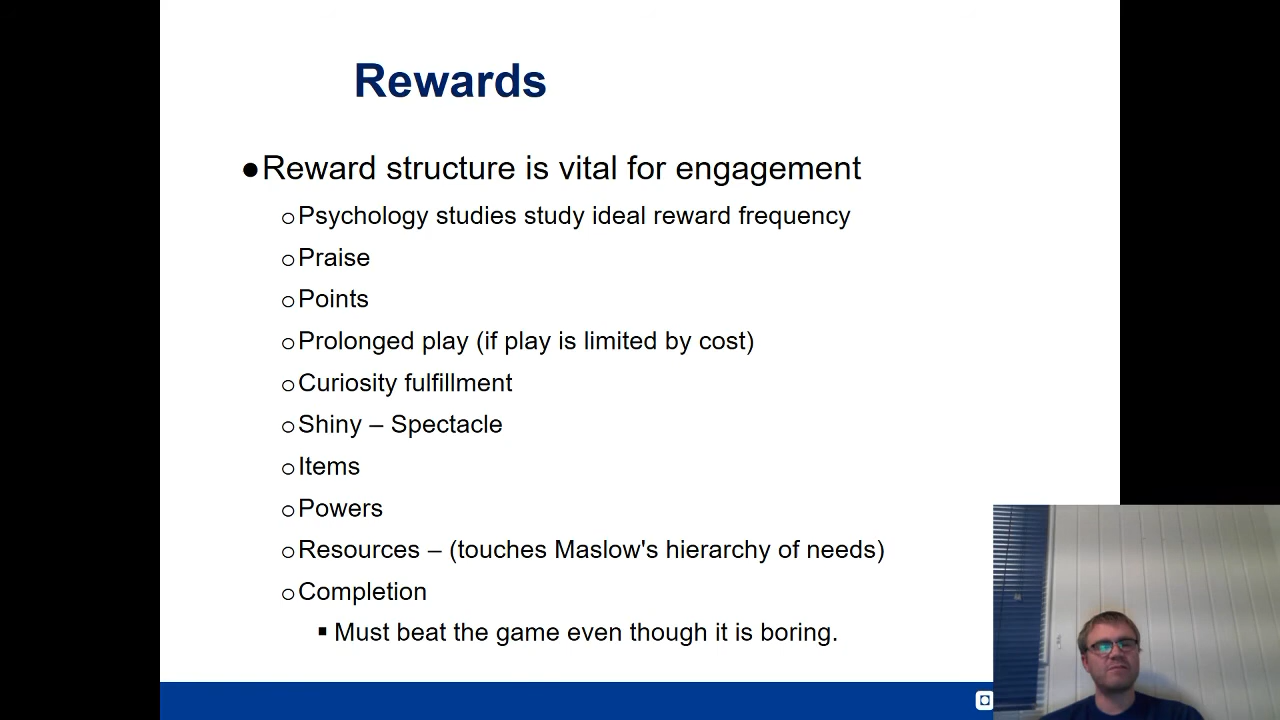 Rewards
●Reward structure is vital for engagement
○Psychology studies study ideal reward frequency
○Praise
○Points
○Prolonged play (if play is limited by cost)
○Curiosity fulfillment
○Shiny – Spectacle
○Items
○Powers
○Resources – (touches Maslow's hierarchy of needs)
○Completion
▪Must beat the game even though it is boring.